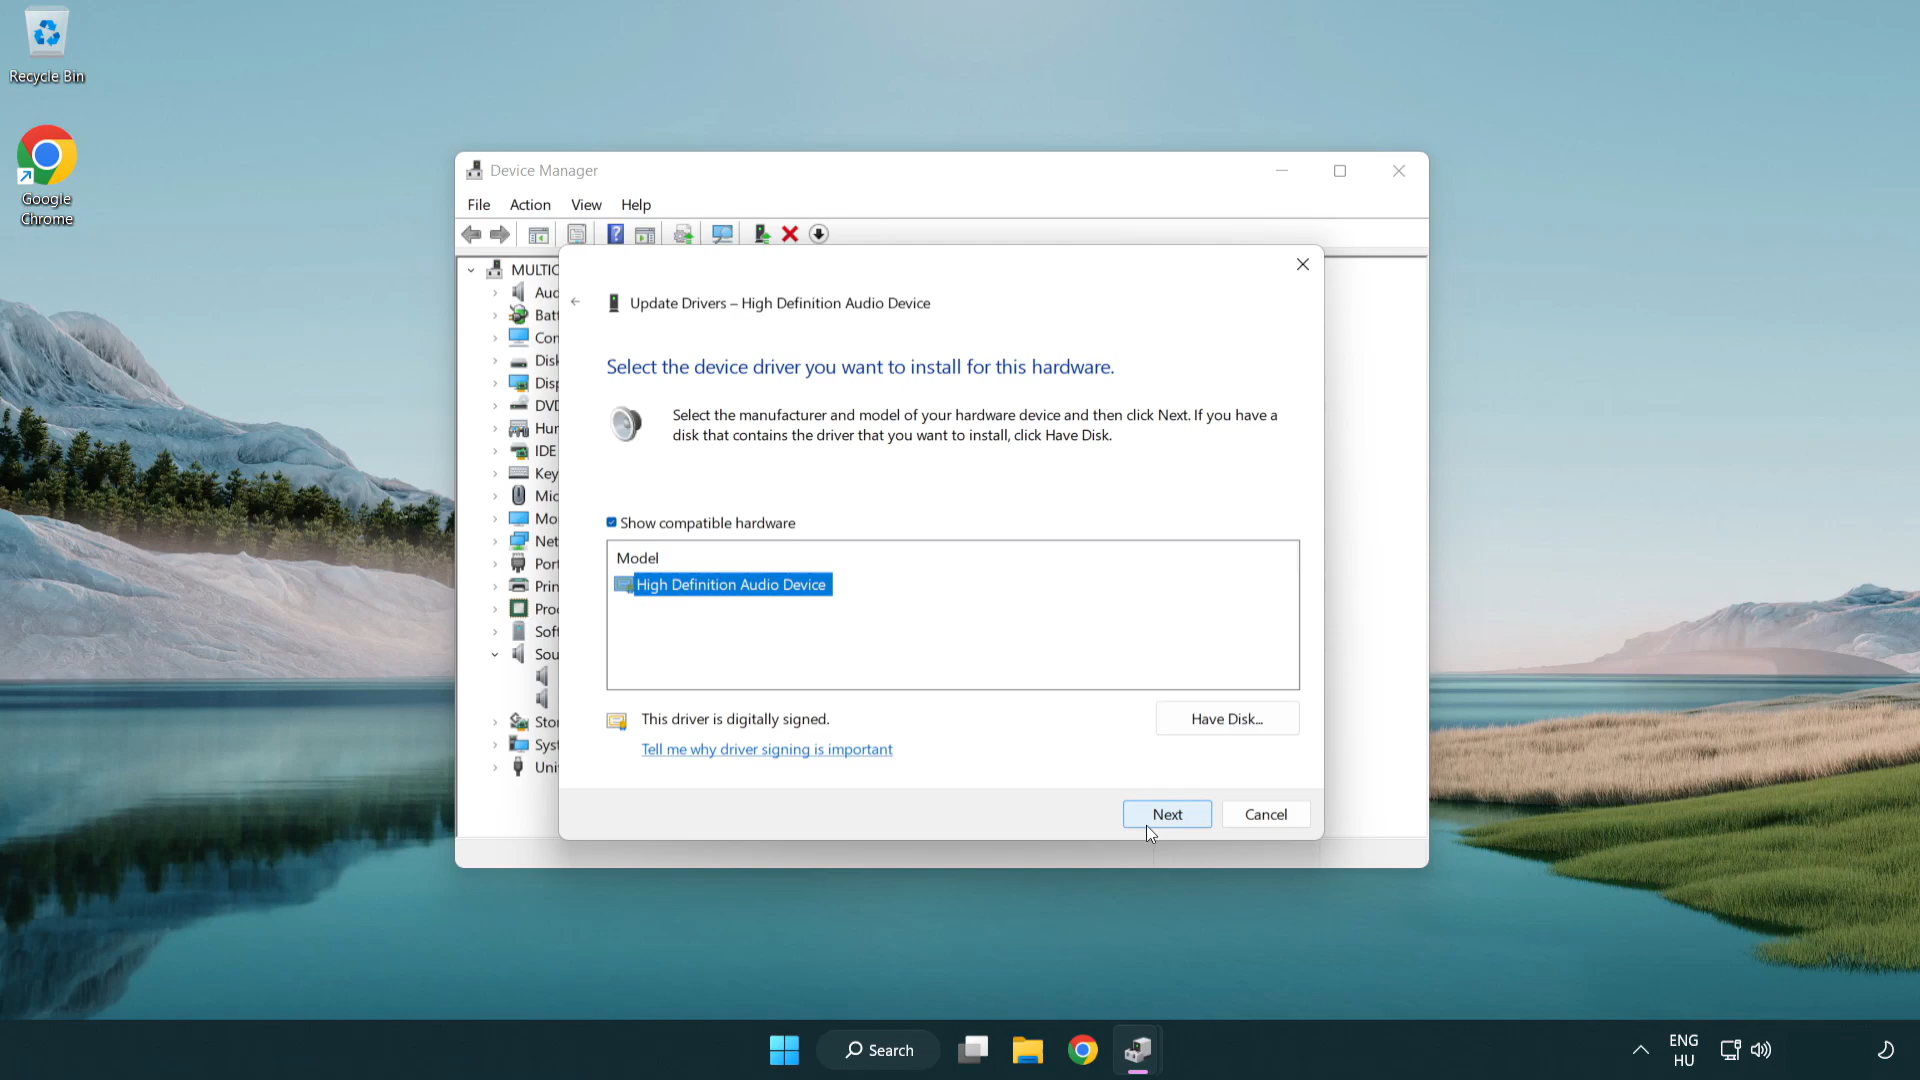 Recycle Bin
Google
Chrome
Device Manager
File Action View Help
MULTIC
Aud
Batt
Com
Disk
Disp
DVD
Hum
IDE
Key
Mic
Mon
Net
Port
Prin
Proc
Soft
Sou
Stor
Syst
Univ
Update Drivers – High Definition Audio Device
Select the device driver you want to install for this hardware.
Select the manufacturer and model of your hardware device and then click Next. If you have a
disk that contains the driver that you want to install, click Have Disk.
Show compatible hardware
Model
High Definition Audio Device
This driver is digitally signed.
Have Disk...
Tell me why driver signing is important
Next
Cancel
Search
ENG
HU